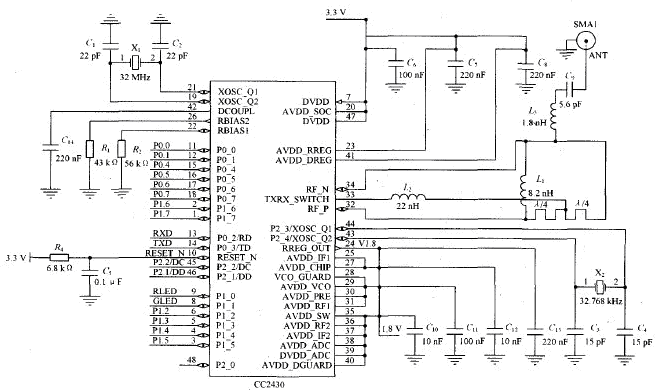 3.3 V
SMA1
ANT
C1
22 pF
X1
1
2
32 MHz
C2
22 pF
C6
100 nF
C7
220 nF
C8
220 nF
C9
5.6 pF
L3
1.8 nH
L1
8.2 nH
L2
22 nH
λ/4
λ/4
C41
220 nF
R1
43 kΩ
R2
56 kΩ
21 XOSC_Q1
19 XOSC_Q2
42 DCOUPL
26 RBIAS2
22 RBIAS1
P0.0 11 P0_0
P0.1 12 P0_1
P0.4 15 P0_4
P0.5 16 P0_5
P0.6 17 P0_6
P0.7 18 P0_7
P1.6 2 P1_6
P1.7 1 P1_7
RXD 13 P0_2/RD
TXD 14 P0_3/TD
RESET_N 10 RESET_N
P2.2/DC 45 P2_2/DC
P2.1/DD 46 P2_1/DD
3.3 V
R4
6.8 kΩ
C5
0.1 μF
RLED 9 P1_0
GLED 8 P1_1
P1.2 6 P1_2
P1.3 5 P1_3
P1.4 4 P1_4
P1.5 3 P1_5
48 P2_0
DVDD 7
AVDD_SOC 20
DVDD 47
AVDD_RREG 23
AVDD_DREG 41
RF_N 34
TXRX_SWITCH 33
RF_P 32
P2_3/XOSC_Q1 44
P2_4/XOSC_Q2 43
RREG_OUT 24 V1.8
AVDD_IF1 25
AVDD_CHIP 27
VCO_GUARD 28
AVDD_VCO 29
AVDD_PRE 30
AVDD_RF1 31
AVDD_SW 35
AVDD_RF2 36
AVDD_IF2 37
AVDD_ADC 38
DVDD_ADC 39
AVDD_DGUARD 40
1.8 V
C10
10 nF
C11
100 nF
C12
10 nF
C13
220 nF
C3
15 pF
C4
15 pF
X2
1
2
32.768 kHz
CC2430